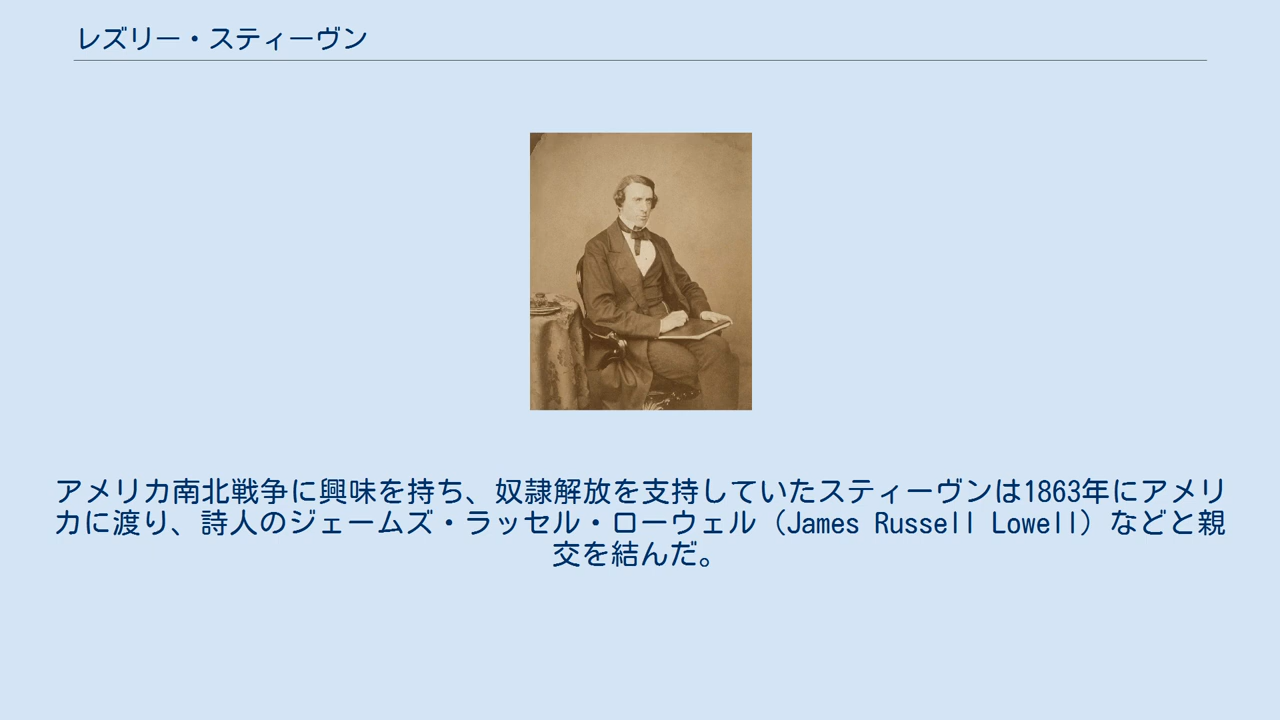 レズリー・スティーヴン
アメリカ南北戦争に興味を持ち、奴隷解放を支持していたスティーヴンは1863年にアメリ
カに渡り、詩人のジェームズ・ラッセル・ローウェル（James Russell Lowell）などと親
交を結んだ。